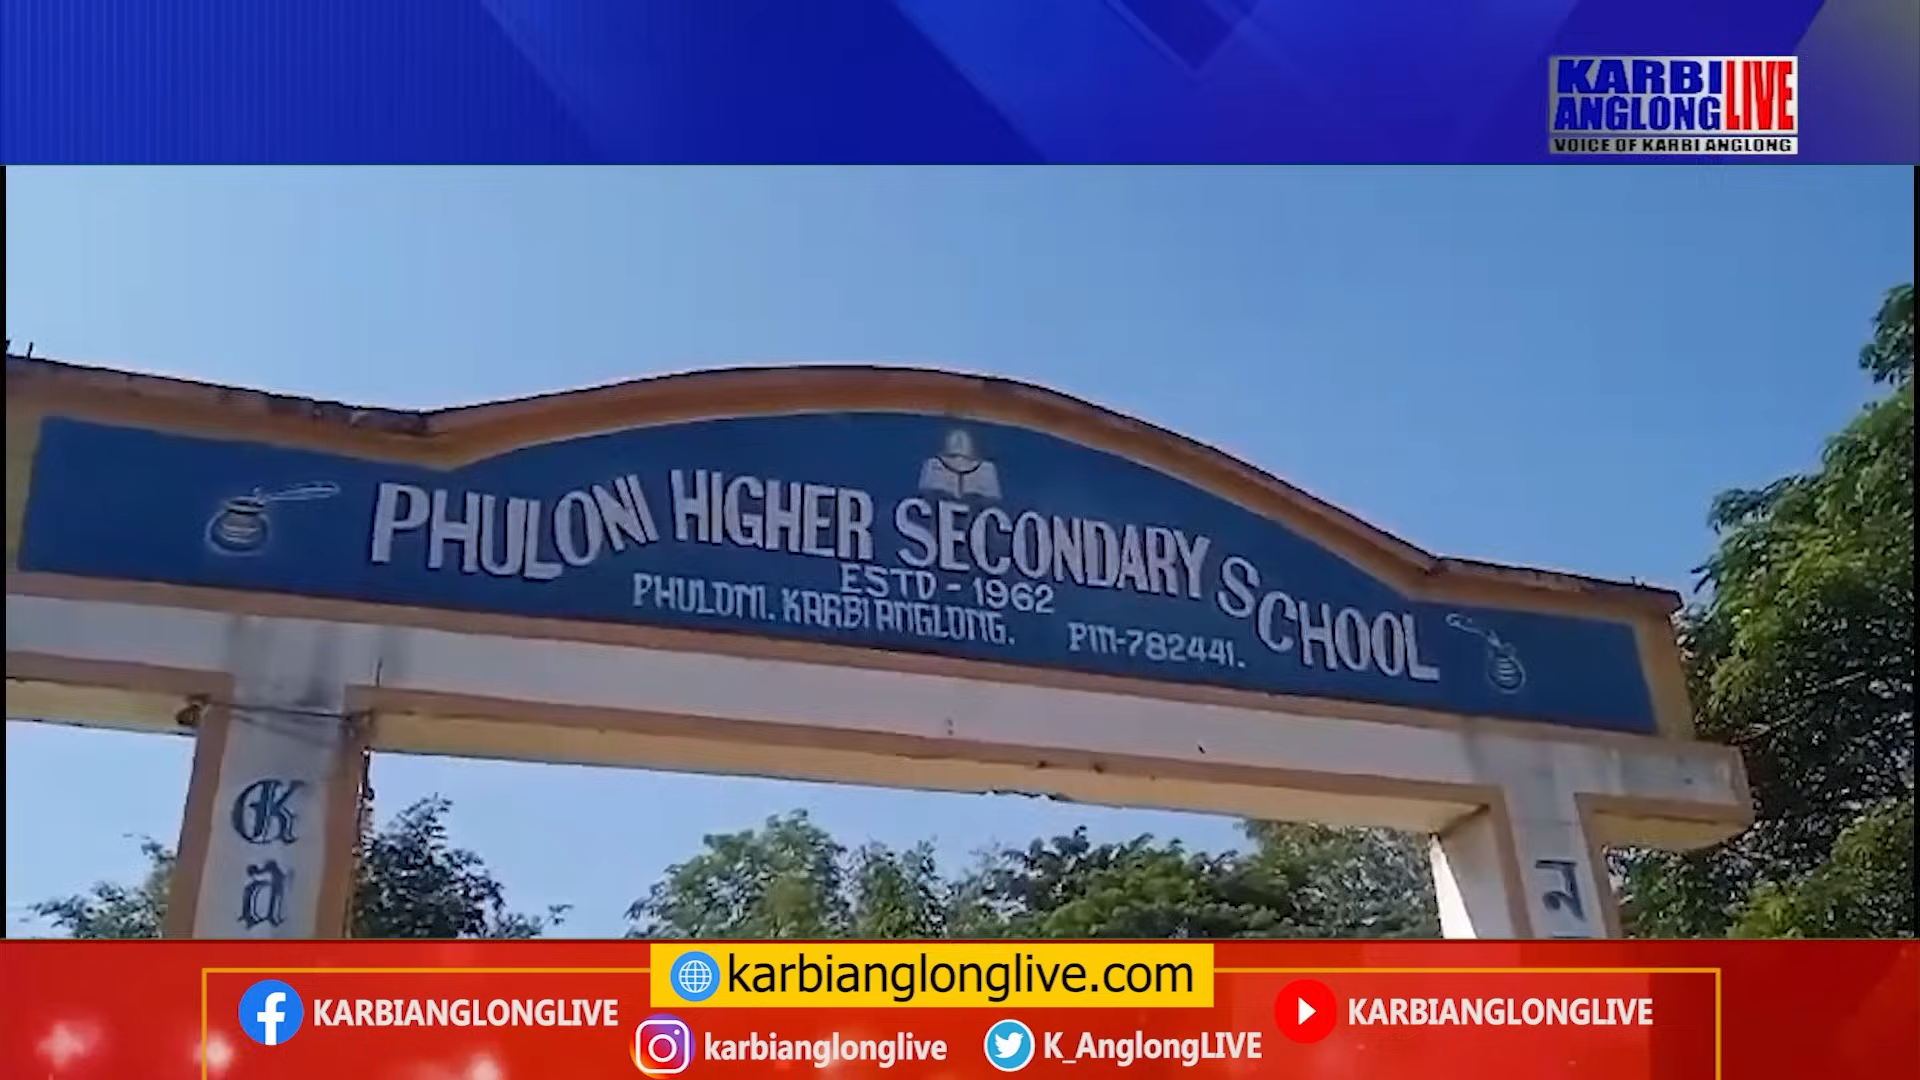 KARBI
ANGLONG LIVE
VOICE OF KARBI ANGLONG
PHULONI HIGHER SECONDARY SCHOOL
ESTD - 1962
PHULONI. KARBI ANGLONG. PIN-782441.
karbianglonglive.com
KARBIANGLONGLIVE
karbianglonglive
K_AnglongLIVE
KARBIANGLONGLIVE